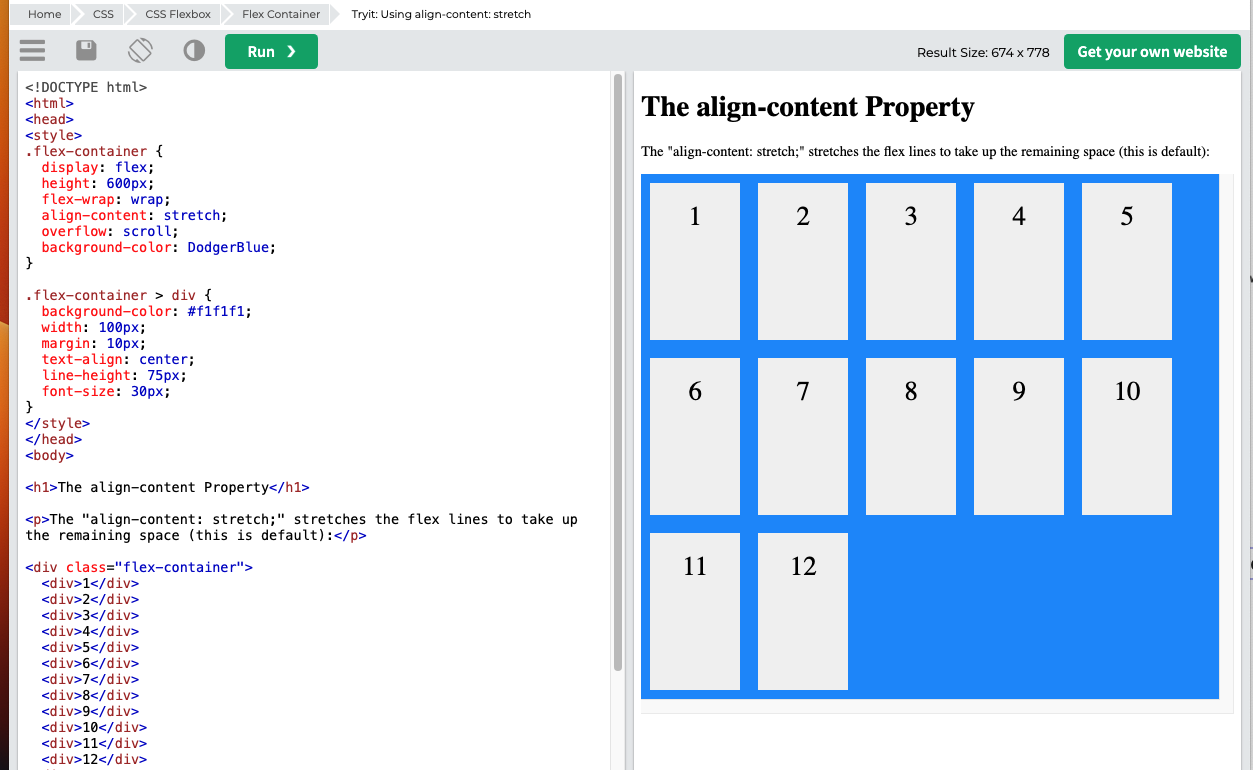 Home CSS CSS Flexbox Flex Container Tryit: Using align-content: stretch
Run ❯ Result Size: 674 x 778 Get your own website
<!DOCTYPE html>
<html>
<head>
<style>
.flex-container {
  display: flex;
  height: 600px;
  flex-wrap: wrap;
  align-content: stretch;
  overflow: scroll;
  background-color: DodgerBlue;
}
.flex-container > div {
  background-color: #f1f1f1;
  width: 100px;
  margin: 10px;
  text-align: center;
  line-height: 75px;
  font-size: 30px;
}
</style>
</head>
<body>
<h1>The align-content Property</h1>
<p>The "align-content: stretch;" stretches the flex lines to take up
the remaining space (this is default):</p>
<div class="flex-container">
  <div>1</div>
  <div>2</div>
  <div>3</div>
  <div>4</div>
  <div>5</div>
  <div>6</div>
  <div>7</div>
  <div>8</div>
  <div>9</div>
  <div>10</div>
  <div>11</div>
  <div>12</div>
The align-content Property
The "align-content: stretch;" stretches the flex lines to take up the remaining space (this is default):
1 2 3 4 5
6 7 8 9 10
11 12